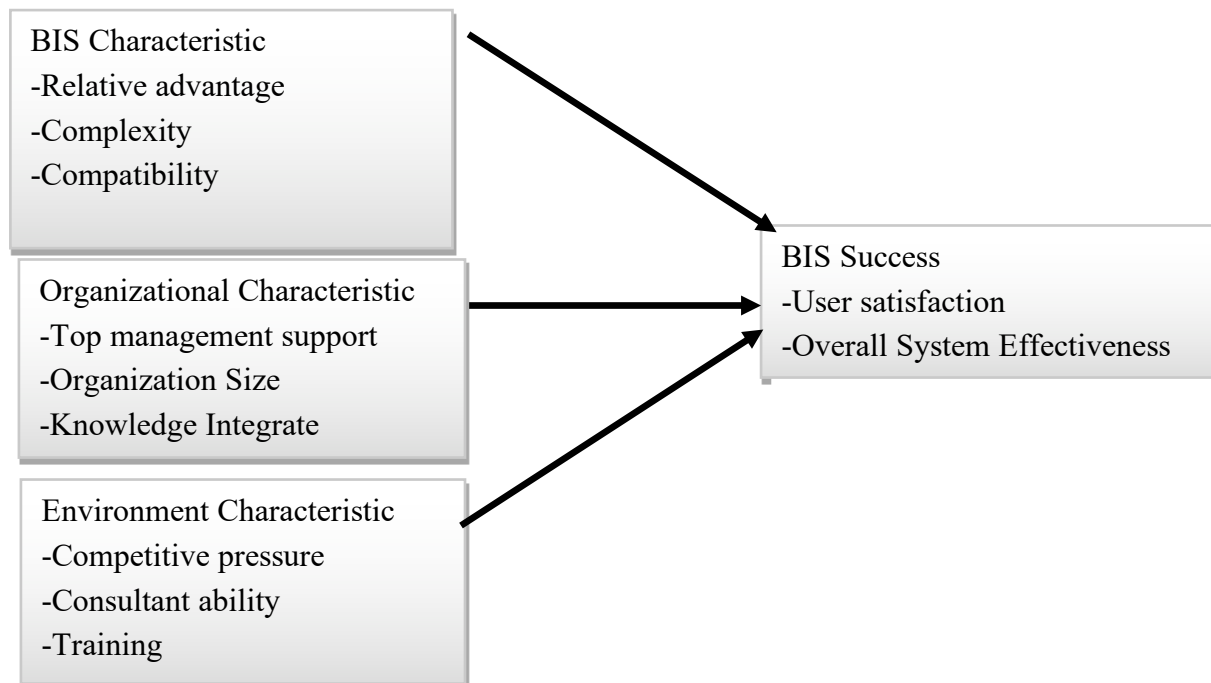 BIS Characteristic
-Relative advantage
-Complexity
-Compatibility
Organizational Characteristic
-Top management support
-Organization Size
-Knowledge Integrate
Environment Characteristic
-Competitive pressure
-Consultant ability
-Training
BIS Success
-User satisfaction
-Overall System Effectiveness